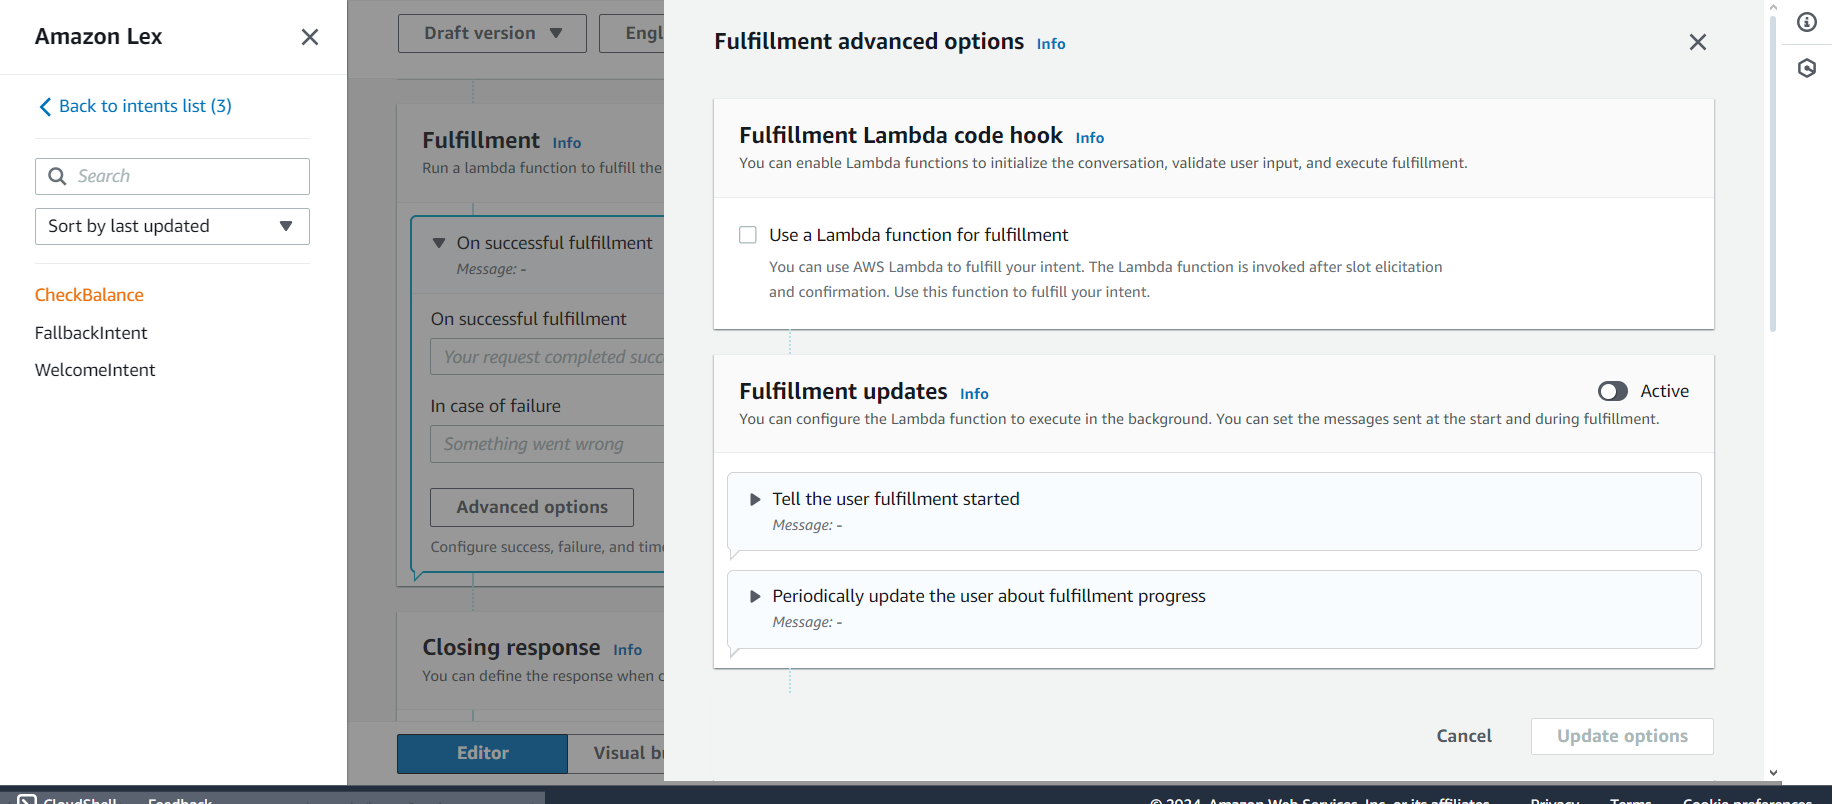 Amazon Lex
Back to intents list (3)
Search
Sort by last updated
CheckBalance
FallbackIntent
WelcomeIntent
Draft version
Engl
Fulfillment Info
Run a lambda function to fulfill the
On successful fulfillment
Message: -
On successful fulfillment
Your request completed succ
In case of failure
Something went wrong
Advanced options
Configure success, failure, and time
Closing response Info
You can define the response when c
Editor
Visual b
Fulfillment advanced options Info
Fulfillment Lambda code hook Info
You can enable Lambda functions to initialize the conversation, validate user input, and execute fulfillment.
Use a Lambda function for fulfillment
You can use AWS Lambda to fulfill your intent. The Lambda function is invoked after slot elicitation
and confirmation. Use this function to fulfill your intent.
Fulfillment updates Info
Active
You can configure the Lambda function to execute in the background. You can set the messages sent at the start and during fulfillment.
Tell the user fulfillment started
Message: -
Periodically update the user about fulfillment progress
Message: -
Cancel
Update options
CloudShell Feedback
© 2024, Amazon Web Services, Inc. or its affiliates. Privacy Terms Cookie preferences